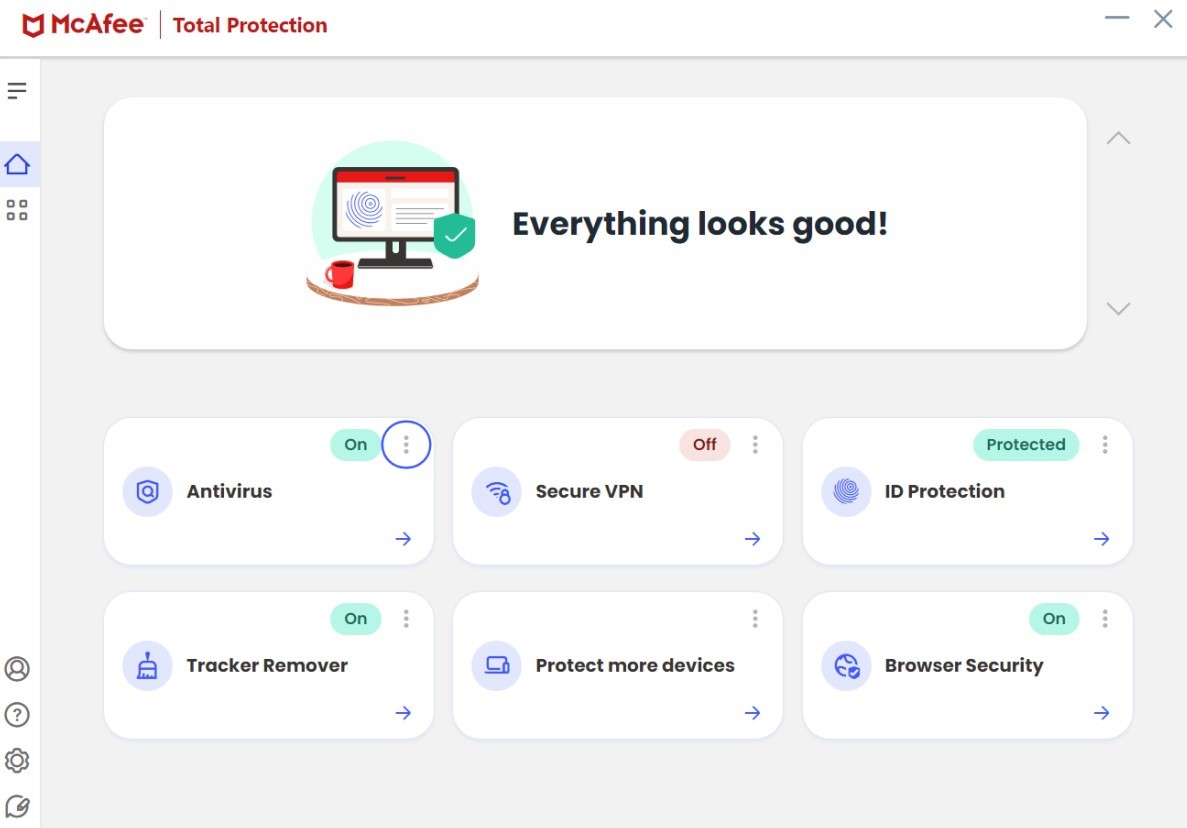 McAfee Total Protection
Everything looks good!
On
Antivirus
Off
Secure VPN
Protected
ID Protection
On
Tracker Remover
Protect more devices
On
Browser Security